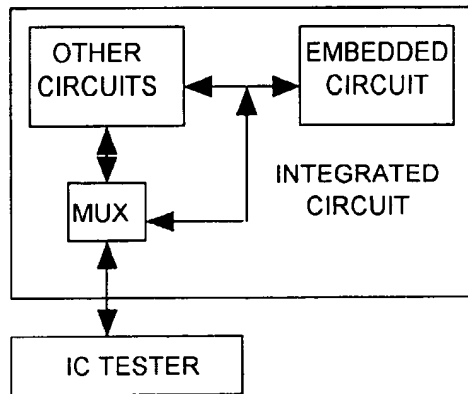 OTHER
CIRCUITS
EMBEDDED
CIRCUIT
INTEGRATED
CIRCUIT
MUX
IC TESTER